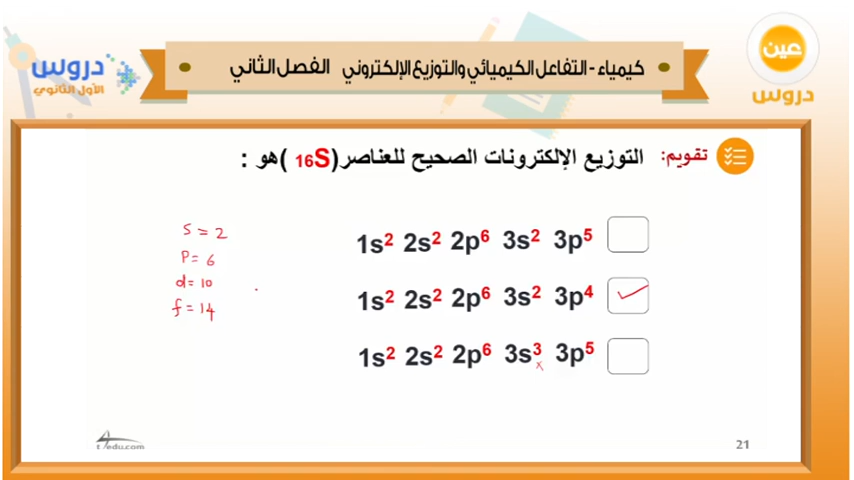 عين
دروس
كيمياء - التفاعل الكيميائي والتوزيع الإلكتروني الفصل الثاني
دروس
الأول الثانوي
تقويم: التوزيع الإلكترونات الصحيح للعناصر (16S) هو :
1s2 2s2 2p6 3s2 3p5
1s2 2s2 2p6 3s2 3p4
1s2 2s2 2p6 3s3 3p5
x
s = 2
p = 6
d = 10
f = 14
t4edu.com
21